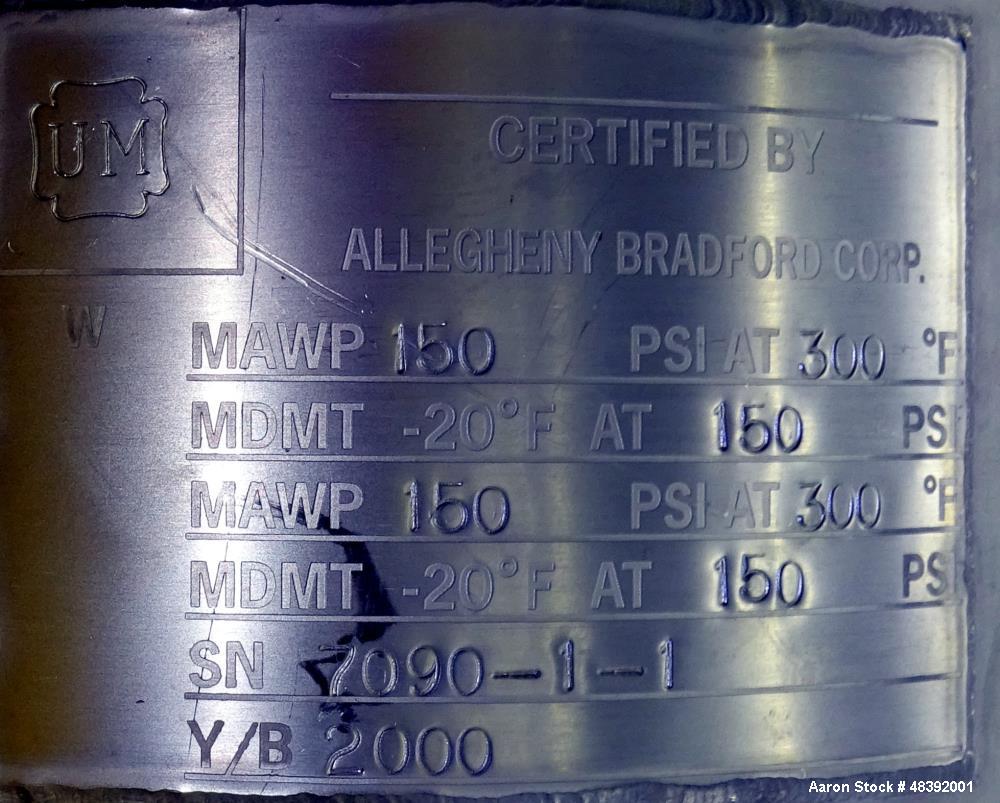 UM
CERTIFIED BY
ALLEGHENY BRADFORD CORP.
W
MAWP 150 PSI AT 300 °F
MDMT -20°F AT 150 PSI
MAWP 150 PSI AT 300 °F
MDMT -20°F AT 150 PSI
SN 7090-1-1
Y/B 2000
Aaron Stock # 48392001